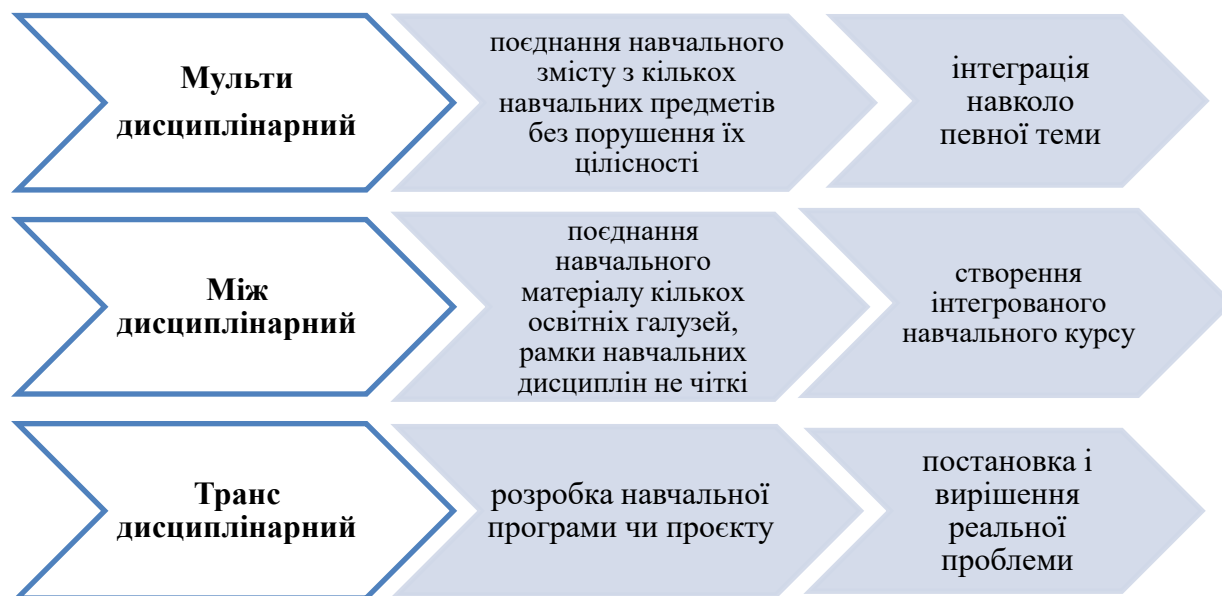 Мульти
дисциплінарний
поєднання навчального
змісту з кількох
навчальних предметів
без порушення їх
цілісності
інтеграція
навколо
певної теми
Між
дисциплінарний
поєднання
навчального
матеріалу кількох
освітніх галузей,
рамки навчальних
дисциплін не чіткі
створення
інтегрованого
навчального курсу
Транс
дисциплінарний
розробка навчальної
програми чи проєкту
постановка і
вирішення
реальної
проблеми